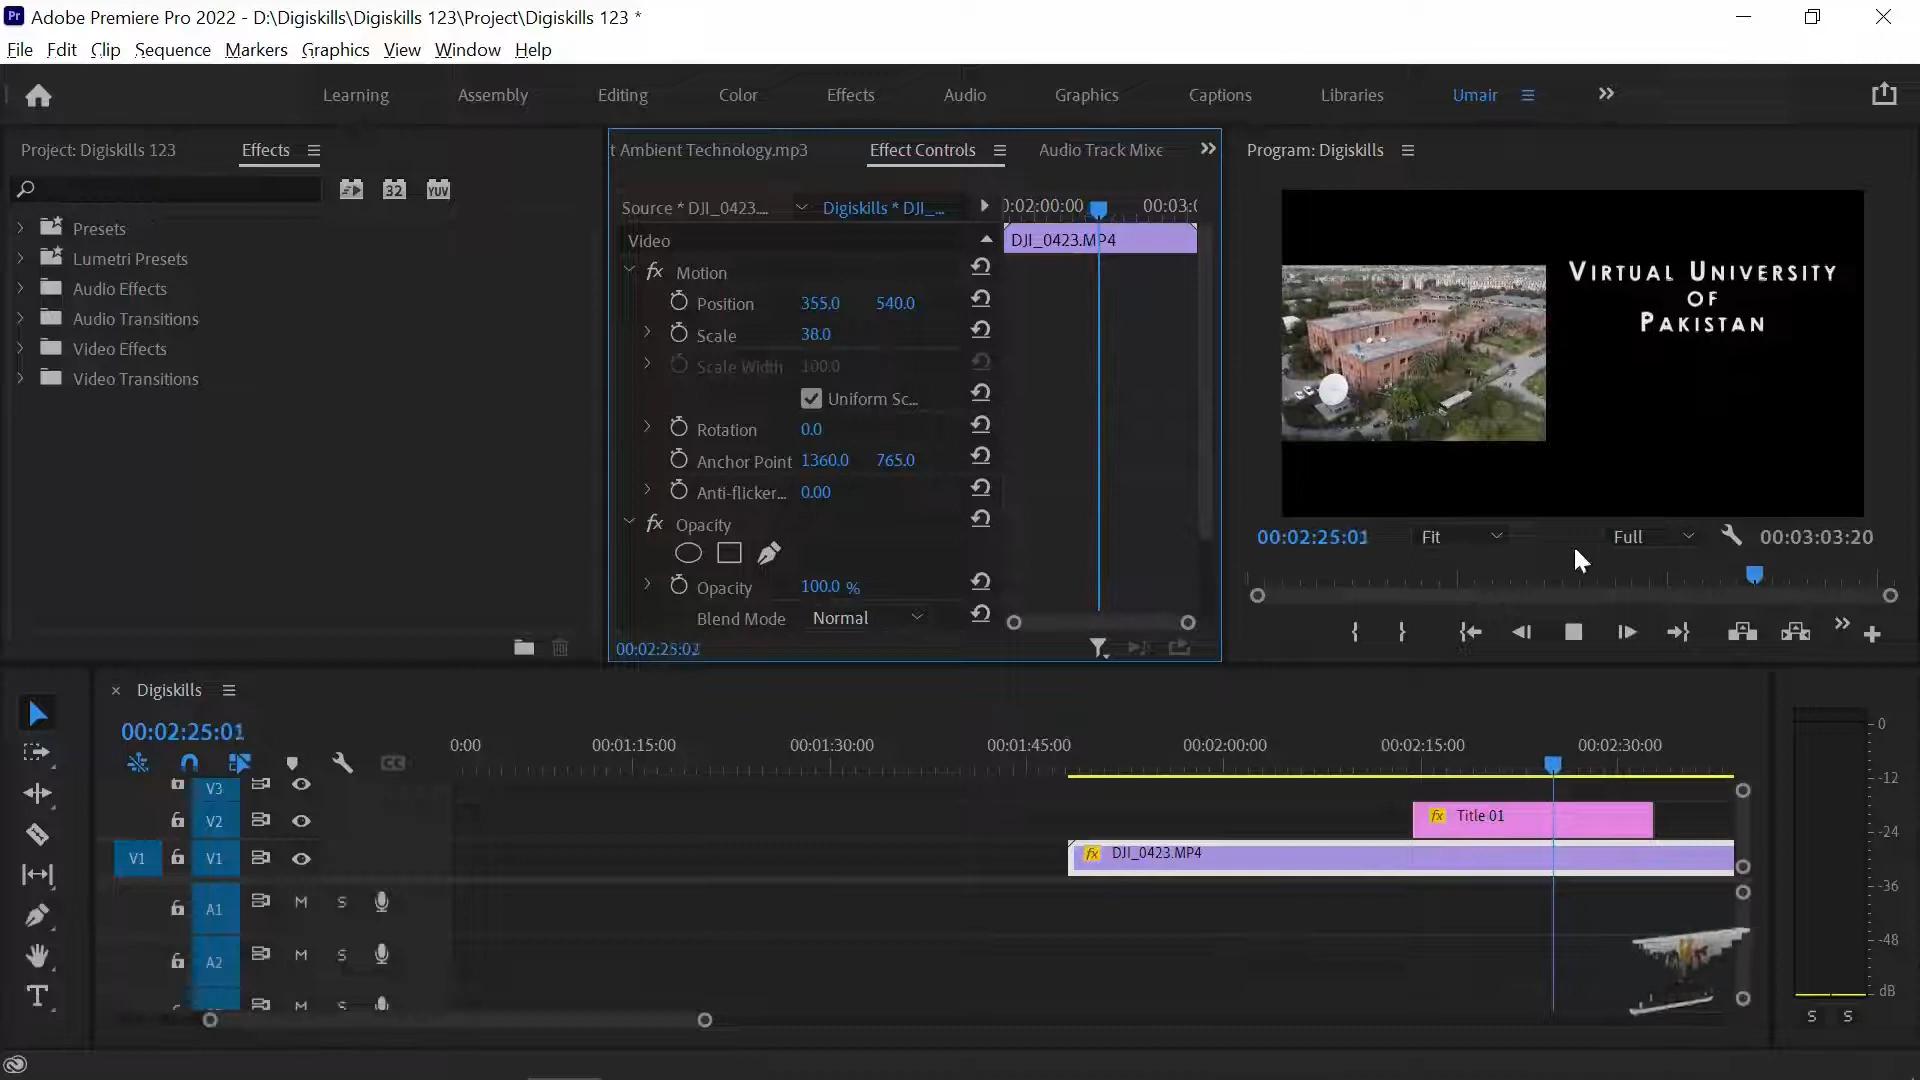 Adobe Premiere Pro 2022 - D:\Digiskills\Digiskills 123\Project\Digiskills 123 *
File Edit Clip Sequence Markers Graphics View Window Help
Learning Assembly Editing Color Effects Audio Graphics Captions Libraries Umair
Project: Digiskills 123 Effects
t Ambient Technology.mp3 Effect Controls Audio Track Mixe
Program: Digiskills
32 YUV
Presets
Lumetri Presets
Audio Effects
Audio Transitions
Video Effects
Video Transitions
Source * DJI_0423.... Digiskills * DJI_... 0:02:00:00 00:03:0
Video DJI_0423.MP4
fx Motion
Position 355.0 540.0
Scale 38.0
Scale Width 100.0
Uniform Sc...
Rotation 0.0
Anchor Point 1360.0 765.0
Anti-flicker... 0.00
fx Opacity
Opacity 100.0 %
Blend Mode Normal
VIRTUAL UNIVERSITY
OF
PAKISTAN
00:02:25:01 Fit Full 00:03:03:20
Digiskills
00:02:25:01
0:00 00:01:15:00 00:01:30:00 00:01:45:00 00:02:00:00 00:02:15:00 00:02:30:00
V3
V2
fx Title 01
V1 V1
fx DJI_0423.MP4
A1 M S
A2 M S
M S
0
-12
-24
-36
-48
dB
S S